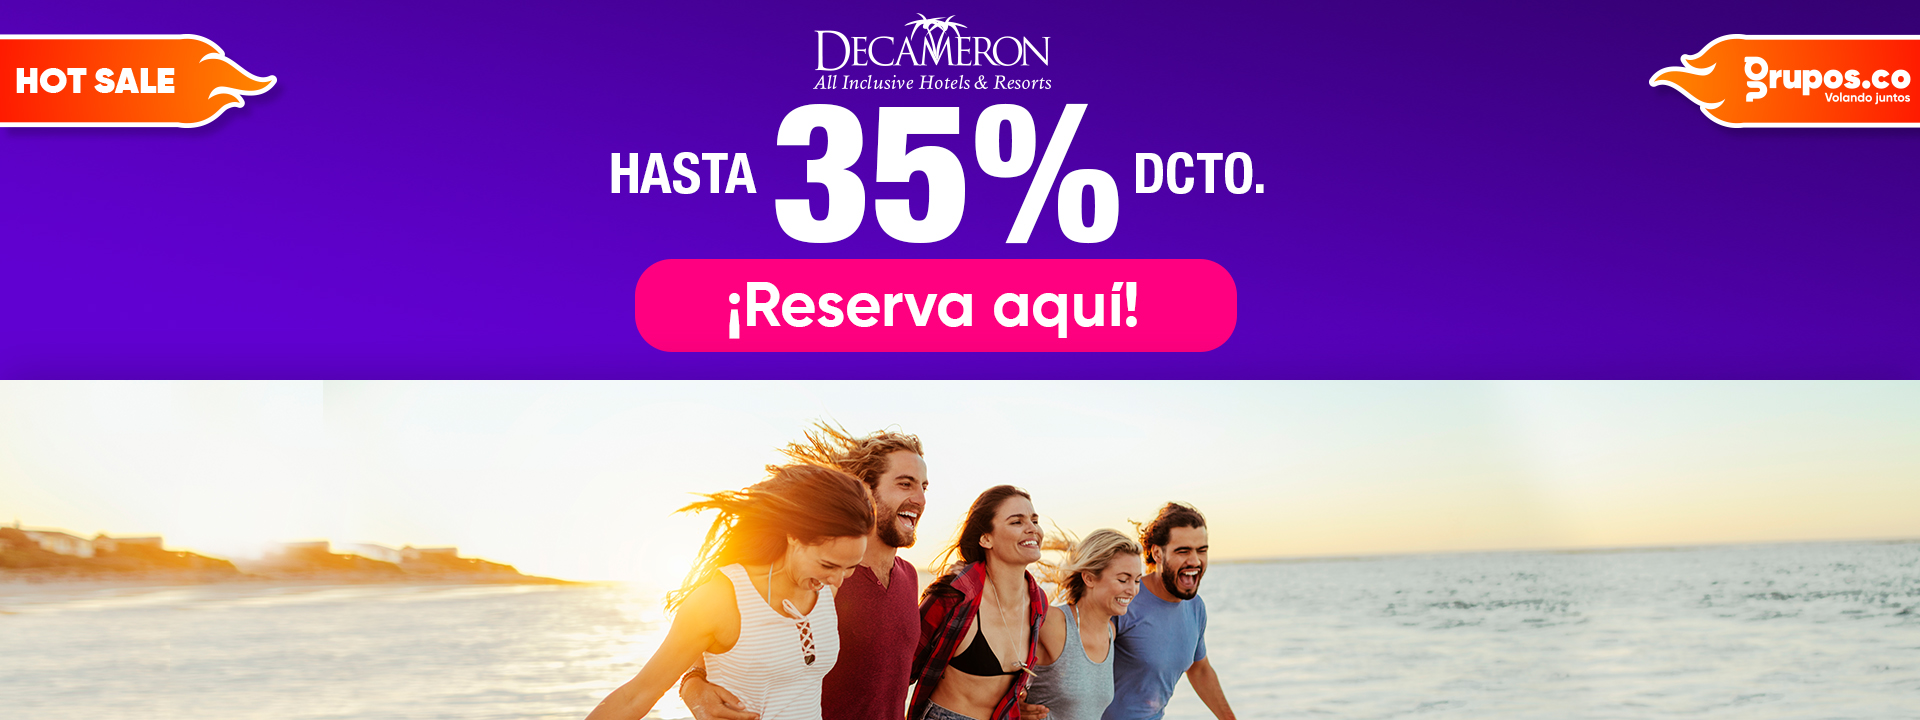 HOT SALE
DECAMERON
All Inclusive Hotels & Resorts
grupos.co
Volando juntos
HASTA 35% DCTO.
¡Reserva aquí!